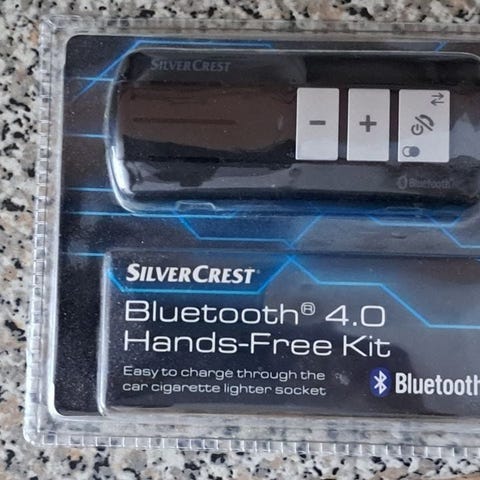 SILVERCREST
- +
Bluetooth
SILVERCREST®
Bluetooth® 4.0
Hands-Free Kit
Easy to charge through the
car cigarette lighter socket
Bluetooth